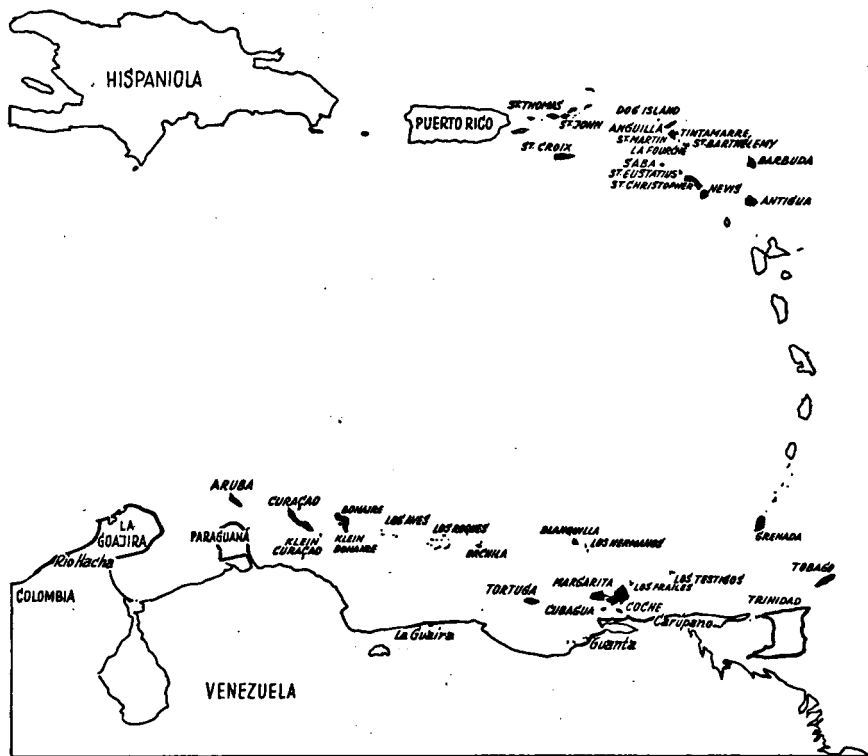 HISPANIOLA
PUERTO RICO
ST THOMAS
ST JOHN
ST CROIX
DOG ISLAND
ANGUILLA
TINTAMARRE
ST MARTIN
ST BARTHÉLEMY
LA FOURCHE
SABA
ST EUSTATIUS
ST CHRISTOPHER
NEVIS
BARBUDA
ANTIGUA
ARUBA
CURAÇAO
BONAIRE
LOS AVES
LOS ROQUES
BLANQUILLA
LA
GOAJIRA
PARAGUANÁ
KLEIN
CURAÇAO
KLEIN
BONAIRE
ORCHILA
LOS HERMANOS
GRENADA
Rio Hacha
TORTUGA
MARGARITA
LOS FRAILES
LOS TESTIGOS
TOBAGO
COLOMBIA
CUBAGUA
COCHE
TRINIDAD
La Guaira
Carupano
Guanta
VENEZUELA